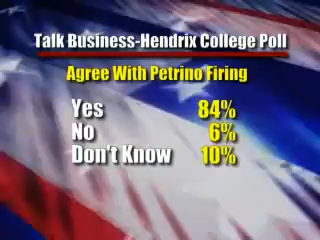 Talk Business-Hendrix College Poll
Agree With Petrino Firing
Yes 84%
No 6%
Don't Know 10%